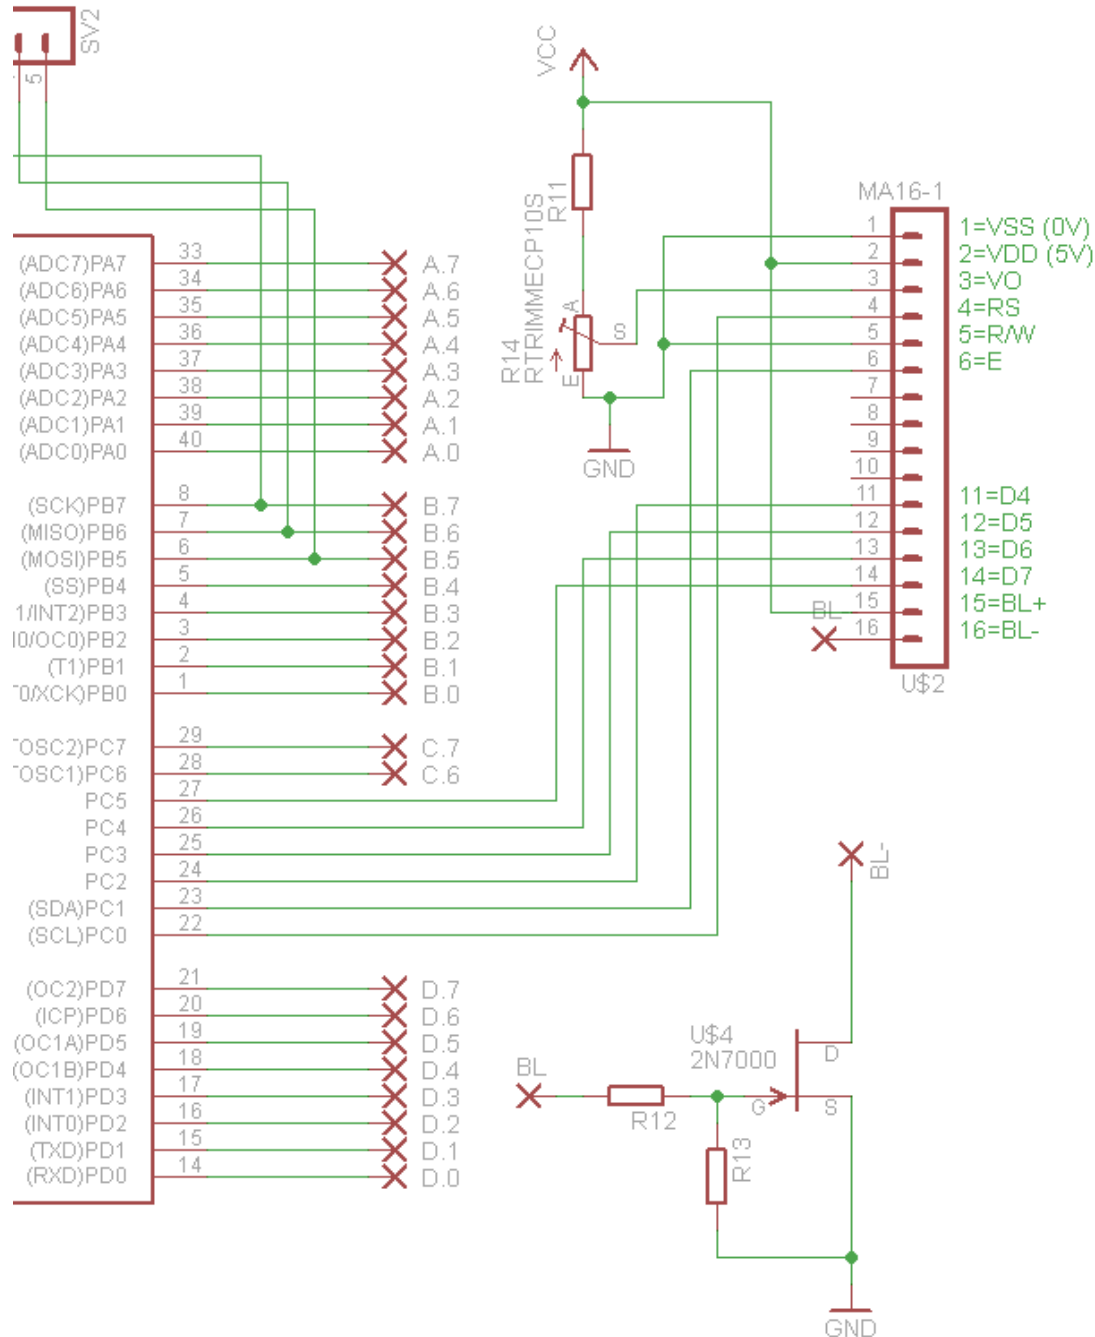 SV2
5
VCC
R11
R14
RTRIMMECP10S
A
S
E
GND
MA16-1
1
2
3
4
5
6
7
8
9
10
11
12
13
14
15
16
1=VSS (0V)
2=VDD (5V)
3=VO
4=RS
5=R/W
6=E
11=D4
12=D5
13=D6
14=D7
15=BL+
16=BL-
BL
U$2
(ADC7)PA7 33 A.7
(ADC6)PA6 34 A.6
(ADC5)PA5 35 A.5
(ADC4)PA4 36 A.4
(ADC3)PA3 37 A.3
(ADC2)PA2 38 A.2
(ADC1)PA1 39 A.1
(ADC0)PA0 40 A.0
(SCK)PB7 8 B.7
(MISO)PB6 7 B.6
(MOSI)PB5 6 B.5
(SS)PB4 5 B.4
1/INT2)PB3 4 B.3
I0/OC0)PB2 3 B.2
(T1)PB1 2 B.1
0/XCK)PB0 1 B.0
OSC2)PC7 29 C.7
OSC1)PC6 28 C.6
PC5 27
PC4 26
PC3 25
PC2 24
(SDA)PC1 23
(SCL)PC0 22
(OC2)PD7 21 D.7
(ICP)PD6 20 D.6
(OC1A)PD5 19 D.5
(OC1B)PD4 18 D.4
(INT1)PD3 17 D.3
(INT0)PD2 16 D.2
(TXD)PD1 15 D.1
(RXD)PD0 14 D.0
BL-
U$4
2N7000
D
G
S
BL
R12
R13
GND